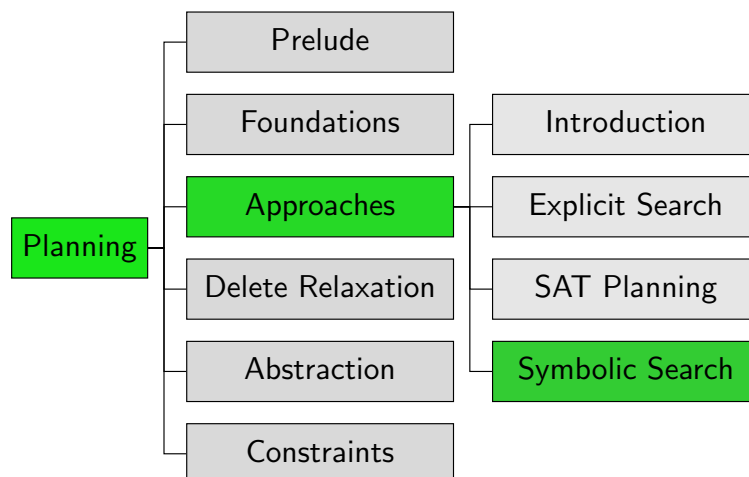 Prelude
Foundations
Introduction
Approaches
Explicit Search
Planning
Delete Relaxation
SAT Planning
Abstraction
Symbolic Search
Constraints